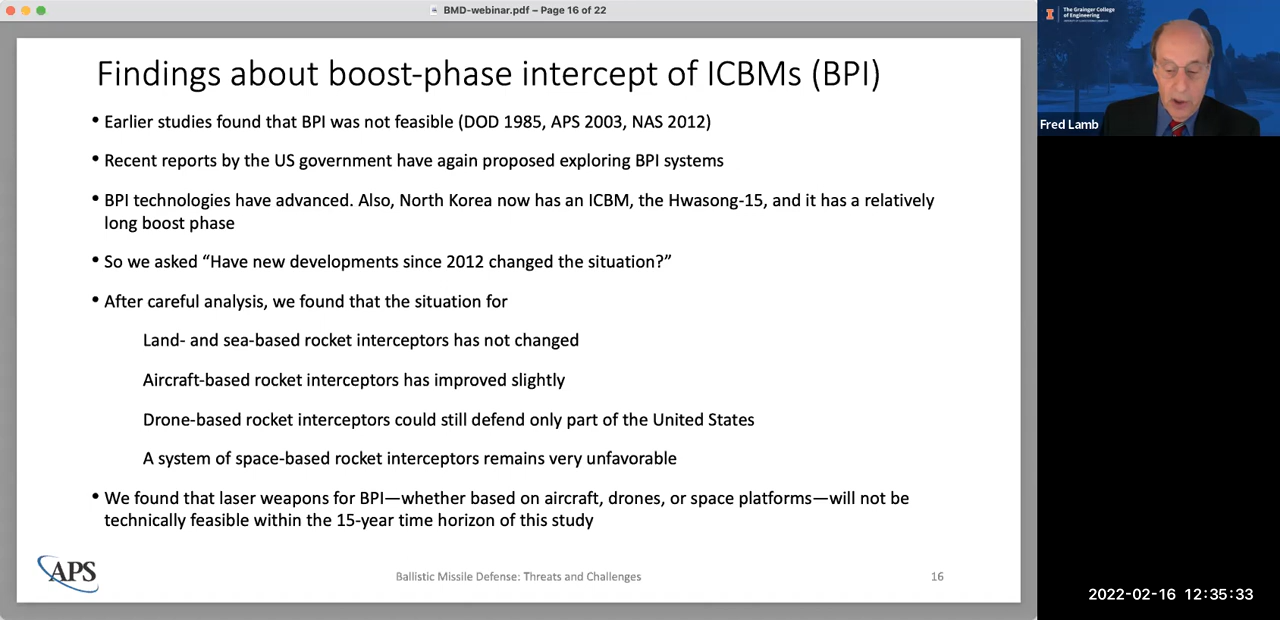 BMD-webinar.pdf – Page 16 of 22
Findings about boost-phase intercept of ICBMs (BPI)
• Earlier studies found that BPI was not feasible (DOD 1985, APS 2003, NAS 2012)
• Recent reports by the US government have again proposed exploring BPI systems
• BPI technologies have advanced. Also, North Korea now has an ICBM, the Hwasong-15, and it has a relatively
long boost phase
• So we asked “Have new developments since 2012 changed the situation?”
• After careful analysis, we found that the situation for
Land- and sea-based rocket interceptors has not changed
Aircraft-based rocket interceptors has improved slightly
Drone-based rocket interceptors could still defend only part of the United States
A system of space-based rocket interceptors remains very unfavorable
• We found that laser weapons for BPI—whether based on aircraft, drones, or space platforms—will not be
technically feasible within the 15-year time horizon of this study
APS
Ballistic Missile Defense: Threats and Challenges
16
The Grainger College
of Engineering
Fred Lamb
2022-02-16 12:35:33